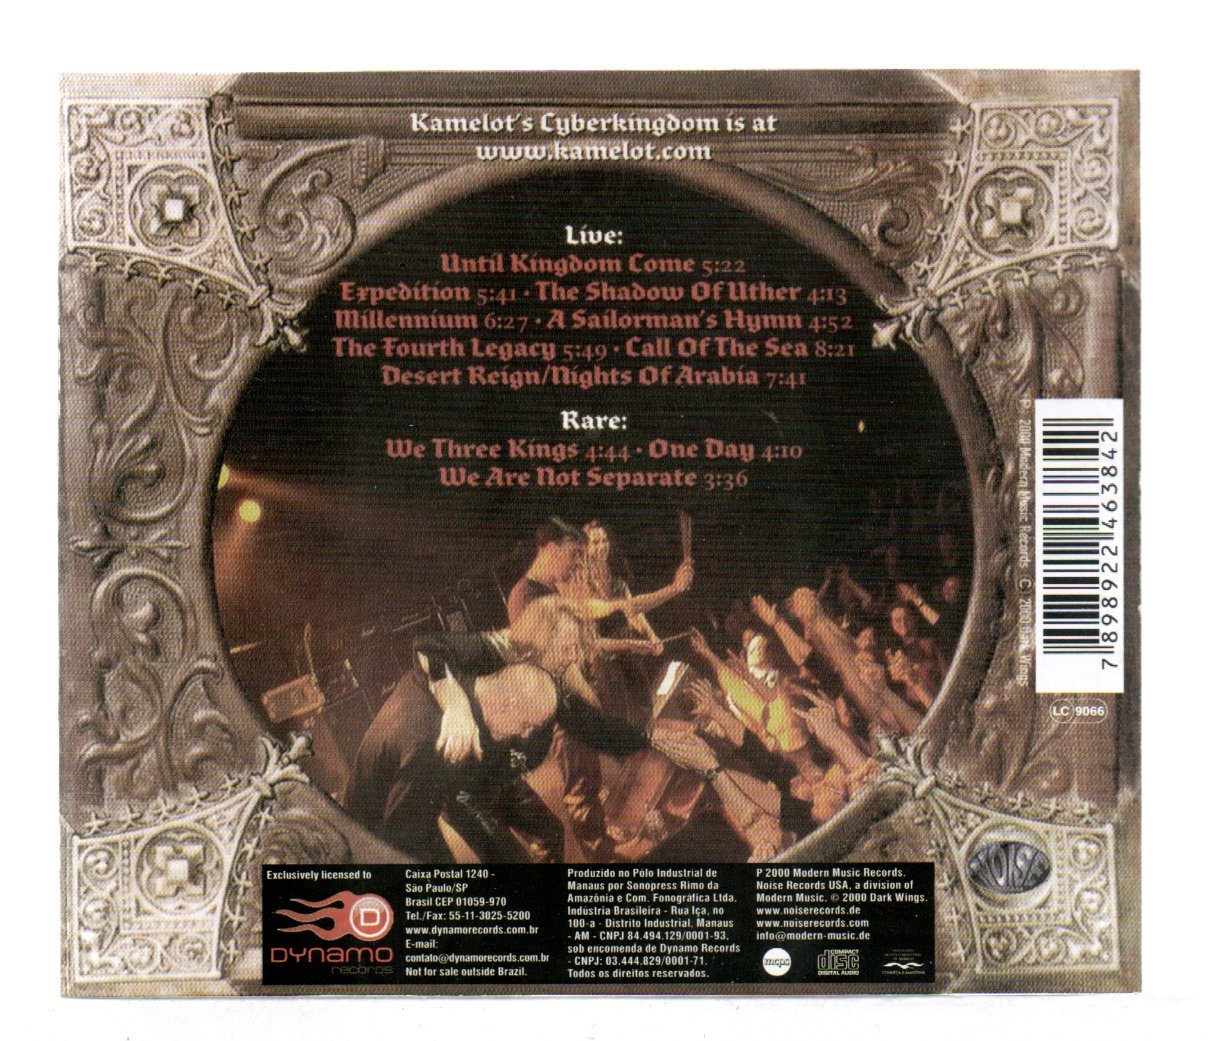 Kamelot's Cyberkingdom is at
www.kamelot.com
Live:
Until Kingdom Come 5:22
Expedition 5:41 · The Shadow Of Uther 4:13
Millennium 6:27 · A Sailorman's Hymn 4:52
The Fourth Legacy 5:49 · Call Of The Sea 8:21
Desert Reign/Nights Of Arabia 7:41
Rare:
We Three Kings 4:44 · One Day 4:10
We Are Not Separate 3:36
P 2000 Modern Music Records C 2000 Dark Wings
7 898922 463842
LC 9066
NOISE
Exclusively licensed to
D
DYNAMO
records
Caixa Postal 1240 -
São Paulo/SP
Brasil CEP 01059-970
Tel./Fax: 55-11-3025-5200
www.dynamorecords.com.br
E-mail:
contato@dynamorecords.com.br
Not for sale outside Brazil.
Produzido no Pólo Industrial de
Manaus por Sonopress Rimo da
Amazônia e Com. Fonográfica Ltda.
Indústria Brasileira - Rua Iça, no
100-a - Distrito Industrial, Manaus
- AM - CNPJ 84.494.129/0001-93,
sob encomenda de Dynamo Records
- CNPJ: 03.444.829/0001-71.
Todos os direitos reservados.
P 2000 Modern Music Records.
Noise Records USA, a division of
Modern Music. © 2000 Dark Wings.
www.noiserecords.de
www.noiserecords.com
info@modern-music.de
mcps
COMPACT
disc
DIGITAL AUDIO